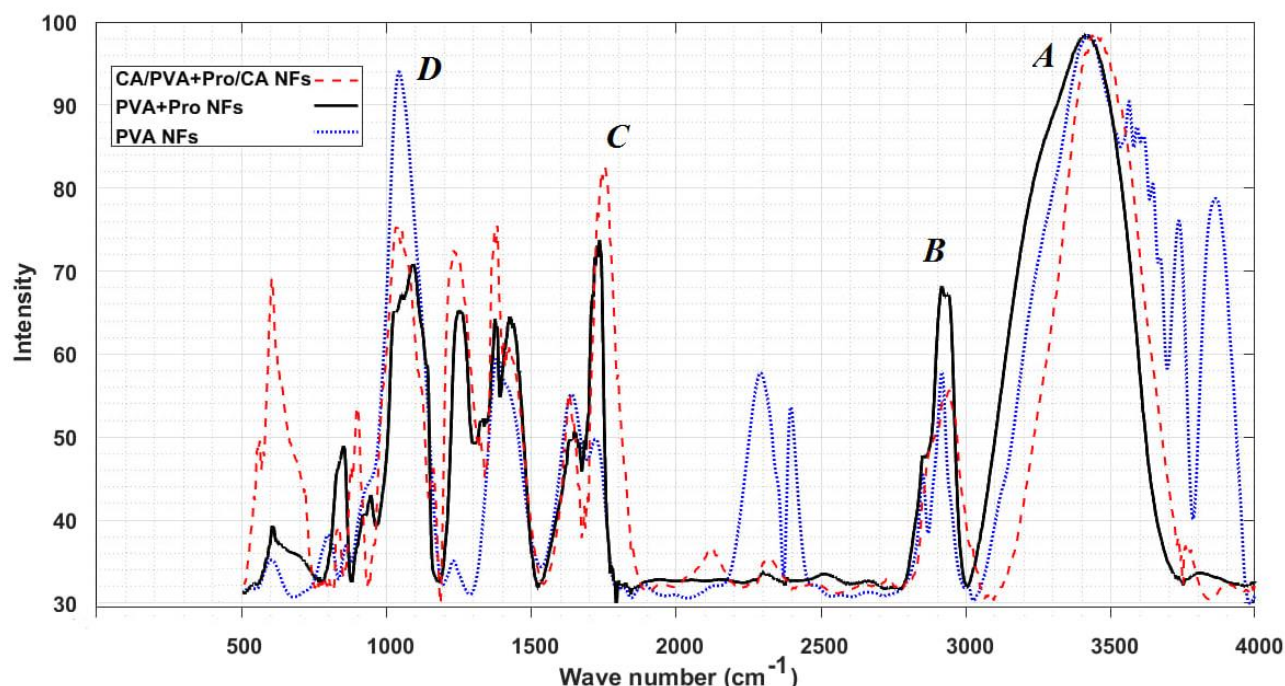 100
90
80
70
60
50
40
30
Intensity
CA/PVA+Pro/CA NFs
PVA+Pro NFs
PVA NFs
D
C
B
A
500 1000 1500 2000 2500 3000 3500 4000
Wave number (cm-1)